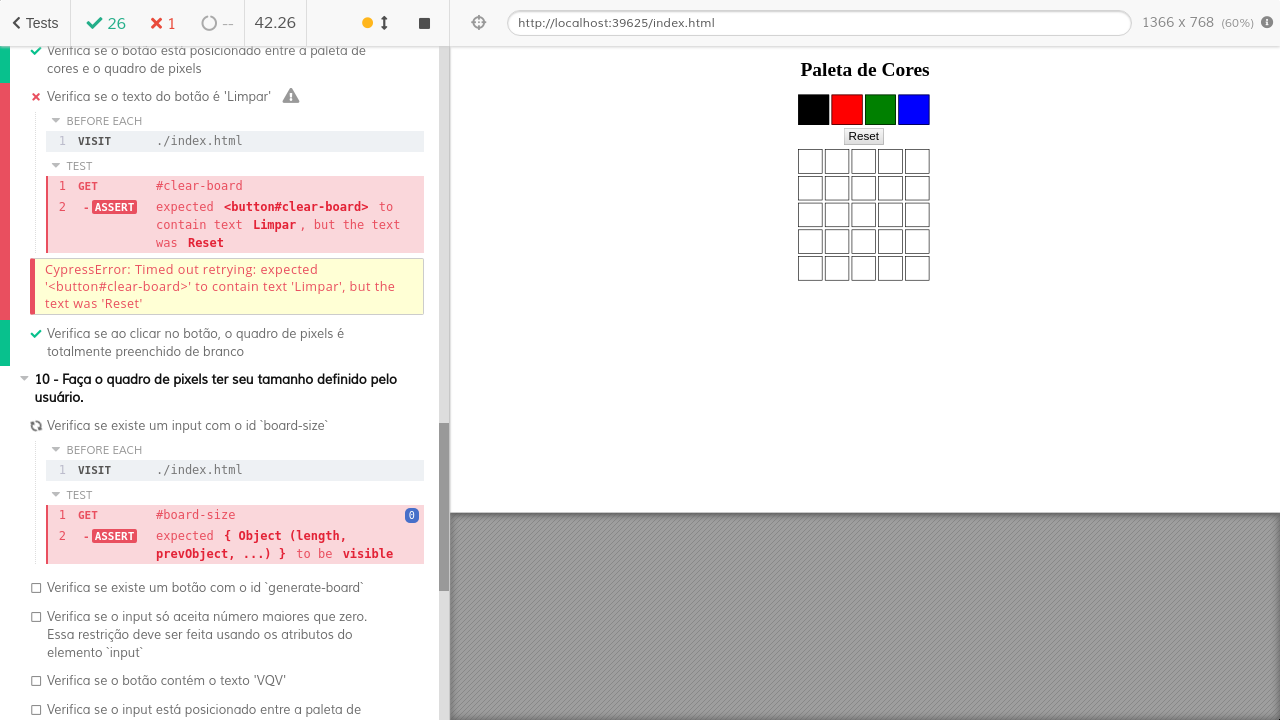 Tests 26 1 -- 42.26
http://localhost:39625/index.html 1366 x 768 (60%)
Verifica se o botão está posicionado entre a paleta de
cores e o quadro de pixels
Verifica se o texto do botão é 'Limpar'
BEFORE EACH
1 VISIT ./index.html
TEST
1 GET #clear-board
2 -ASSERT expected <button#clear-board> to
contain text Limpar, but the text
was Reset
CypressError: Timed out retrying: expected
'<button#clear-board>' to contain text 'Limpar', but the
text was 'Reset'
Verifica se ao clicar no botão, o quadro de pixels é
totalmente preenchido de branco
10 - Faça o quadro de pixels ter seu tamanho definido pelo
usuário.
Verifica se existe um input com o id `board-size`
BEFORE EACH
1 VISIT ./index.html
TEST
1 GET #board-size 0
2 -ASSERT expected { Object (length,
prevObject, ...) } to be visible
Verifica se existe um botão com o id `generate-board`
Verifica se o input só aceita número maiores que zero.
Essa restrição deve ser feita usando os atributos do
elemento `input`
Verifica se o botão contém o texto 'VQV'
Verifica se o input está posicionado entre a paleta de
Paleta de Cores
Reset